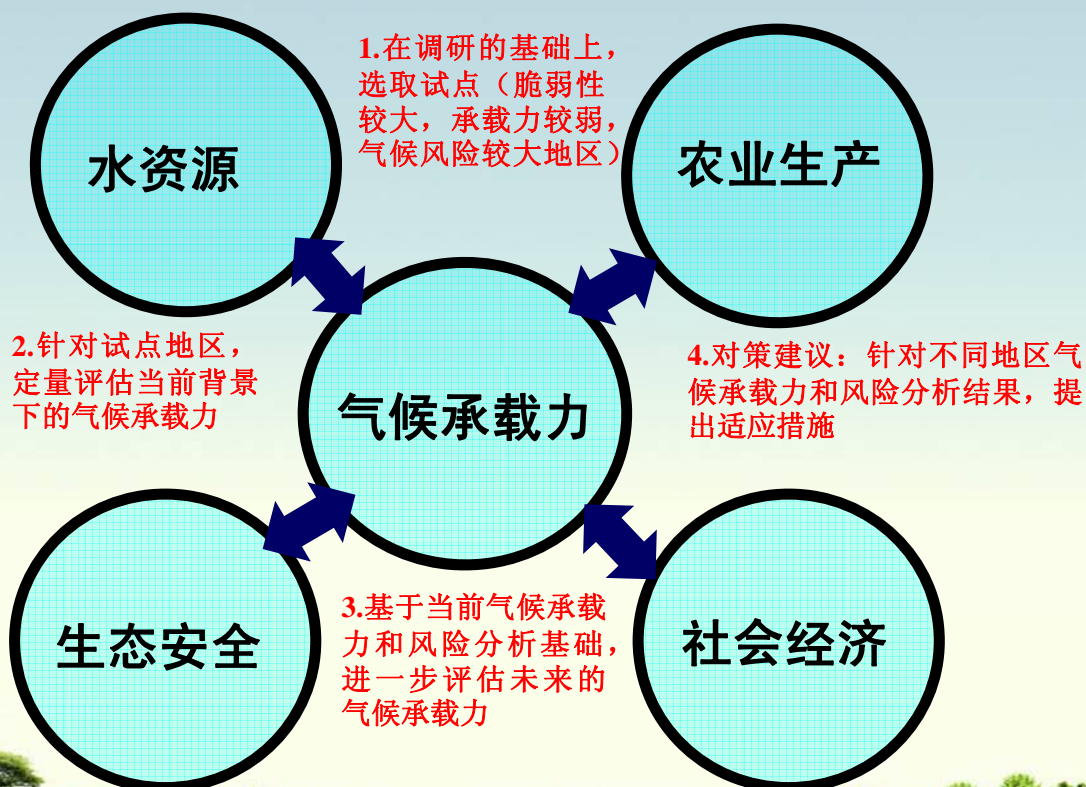 水资源
1.在调研的基础上，
选取试点（脆弱性
较大，承载力较弱，
气候风险较大地区）
农业生产
2.针对试点地区，
定量评估当前背景
下的气候承载力
气候承载力
4.对策建议：针对不同地区气
候承载力和风险分析结果，提
出适应措施
生态安全
3.基于当前气候承载
力和风险分析基础，
进一步评估未来的
气候承载力
社会经济